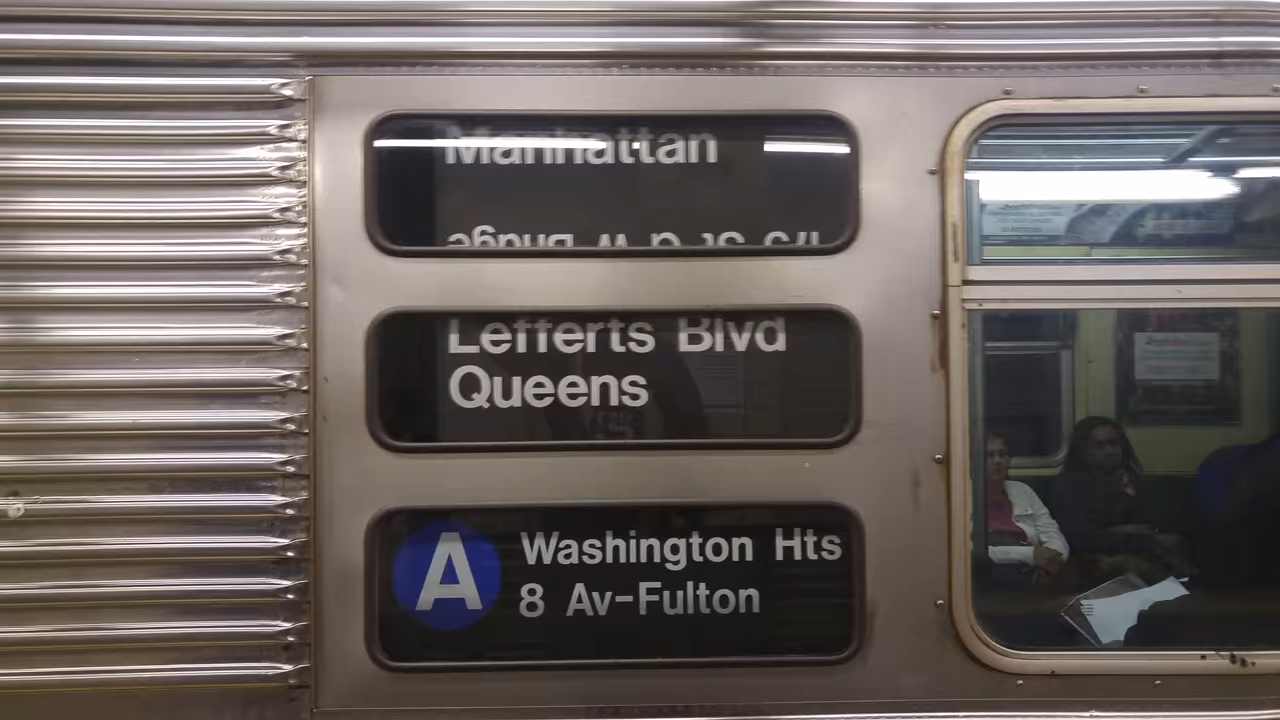 Manhattan
Lefferts Blvd
Queens
A
Washington Hts
8 Av-Fulton